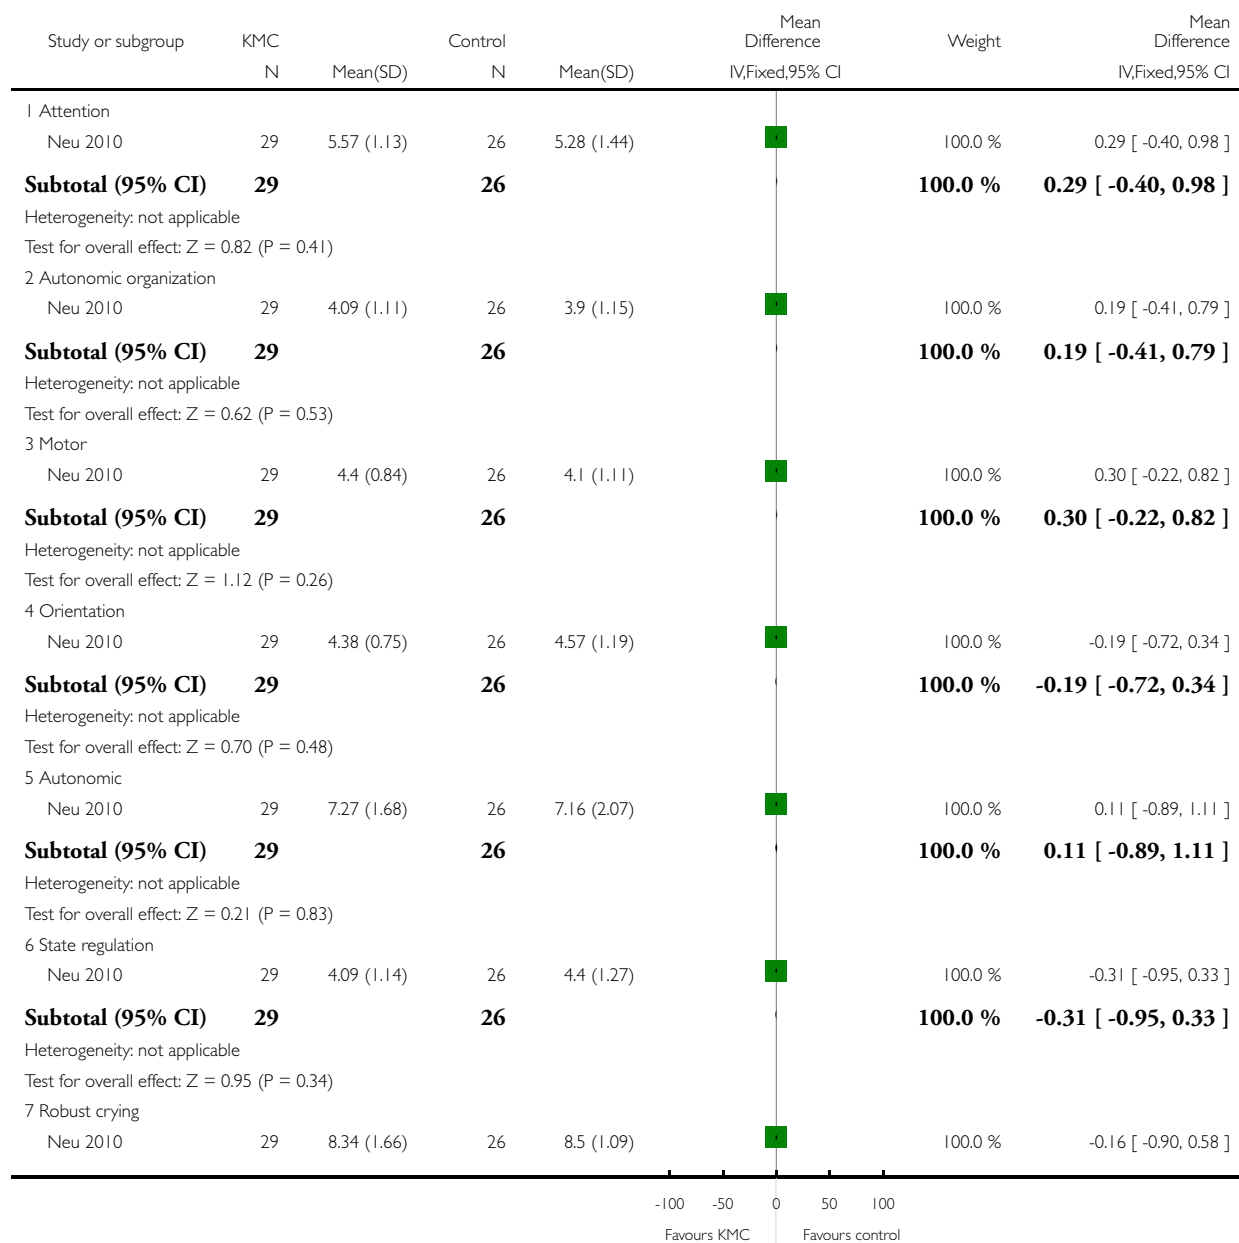 Study or subgroup KMC Control Mean Difference Weight Mean Difference
N Mean(SD) N Mean(SD) IV,Fixed,95% CI IV,Fixed,95% CI
1 Attention
Neu 2010 29 5.57 (1.13) 26 5.28 (1.44) 100.0 % 0.29 [ -0.40, 0.98 ]
Subtotal (95% CI) 29 26 100.0 % 0.29 [ -0.40, 0.98 ]
Heterogeneity: not applicable
Test for overall effect: Z = 0.82 (P = 0.41)
2 Autonomic organization
Neu 2010 29 4.09 (1.11) 26 3.9 (1.15) 100.0 % 0.19 [ -0.41, 0.79 ]
Subtotal (95% CI) 29 26 100.0 % 0.19 [ -0.41, 0.79 ]
Heterogeneity: not applicable
Test for overall effect: Z = 0.62 (P = 0.53)
3 Motor
Neu 2010 29 4.4 (0.84) 26 4.1 (1.11) 100.0 % 0.30 [ -0.22, 0.82 ]
Subtotal (95% CI) 29 26 100.0 % 0.30 [ -0.22, 0.82 ]
Heterogeneity: not applicable
Test for overall effect: Z = 1.12 (P = 0.26)
4 Orientation
Neu 2010 29 4.38 (0.75) 26 4.57 (1.19) 100.0 % -0.19 [ -0.72, 0.34 ]
Subtotal (95% CI) 29 26 100.0 % -0.19 [ -0.72, 0.34 ]
Heterogeneity: not applicable
Test for overall effect: Z = 0.70 (P = 0.48)
5 Autonomic
Neu 2010 29 7.27 (1.68) 26 7.16 (2.07) 100.0 % 0.11 [ -0.89, 1.11 ]
Subtotal (95% CI) 29 26 100.0 % 0.11 [ -0.89, 1.11 ]
Heterogeneity: not applicable
Test for overall effect: Z = 0.21 (P = 0.83)
6 State regulation
Neu 2010 29 4.09 (1.14) 26 4.4 (1.27) 100.0 % -0.31 [ -0.95, 0.33 ]
Subtotal (95% CI) 29 26 100.0 % -0.31 [ -0.95, 0.33 ]
Heterogeneity: not applicable
Test for overall effect: Z = 0.95 (P = 0.34)
7 Robust crying
Neu 2010 29 8.34 (1.66) 26 8.5 (1.09) 100.0 % -0.16 [ -0.90, 0.58 ]
-100 -50 0 50 100
Favours KMC Favours control